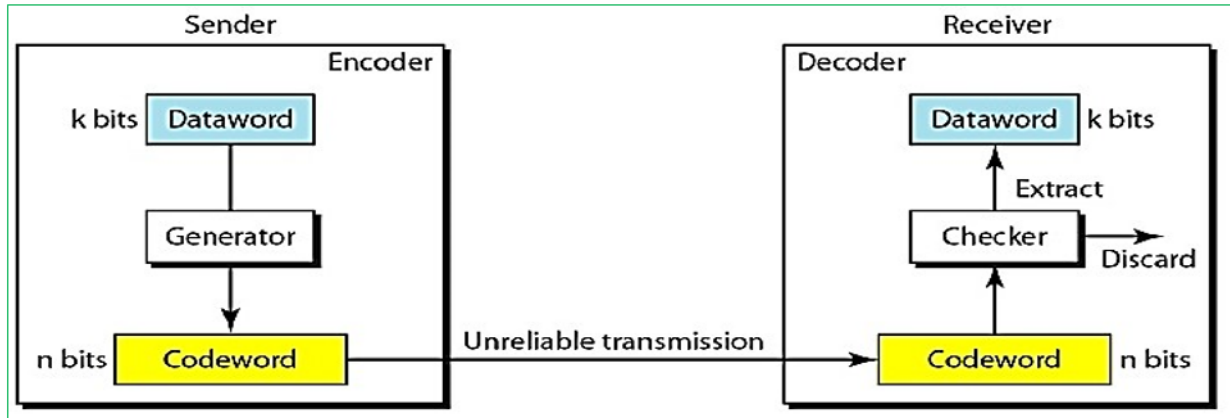 Sender
Receiver
Encoder
Decoder
k bits
Dataword
Dataword
k bits
Extract
Generator
Checker
Discard
Unreliable transmission
n bits
Codeword
Codeword
n bits